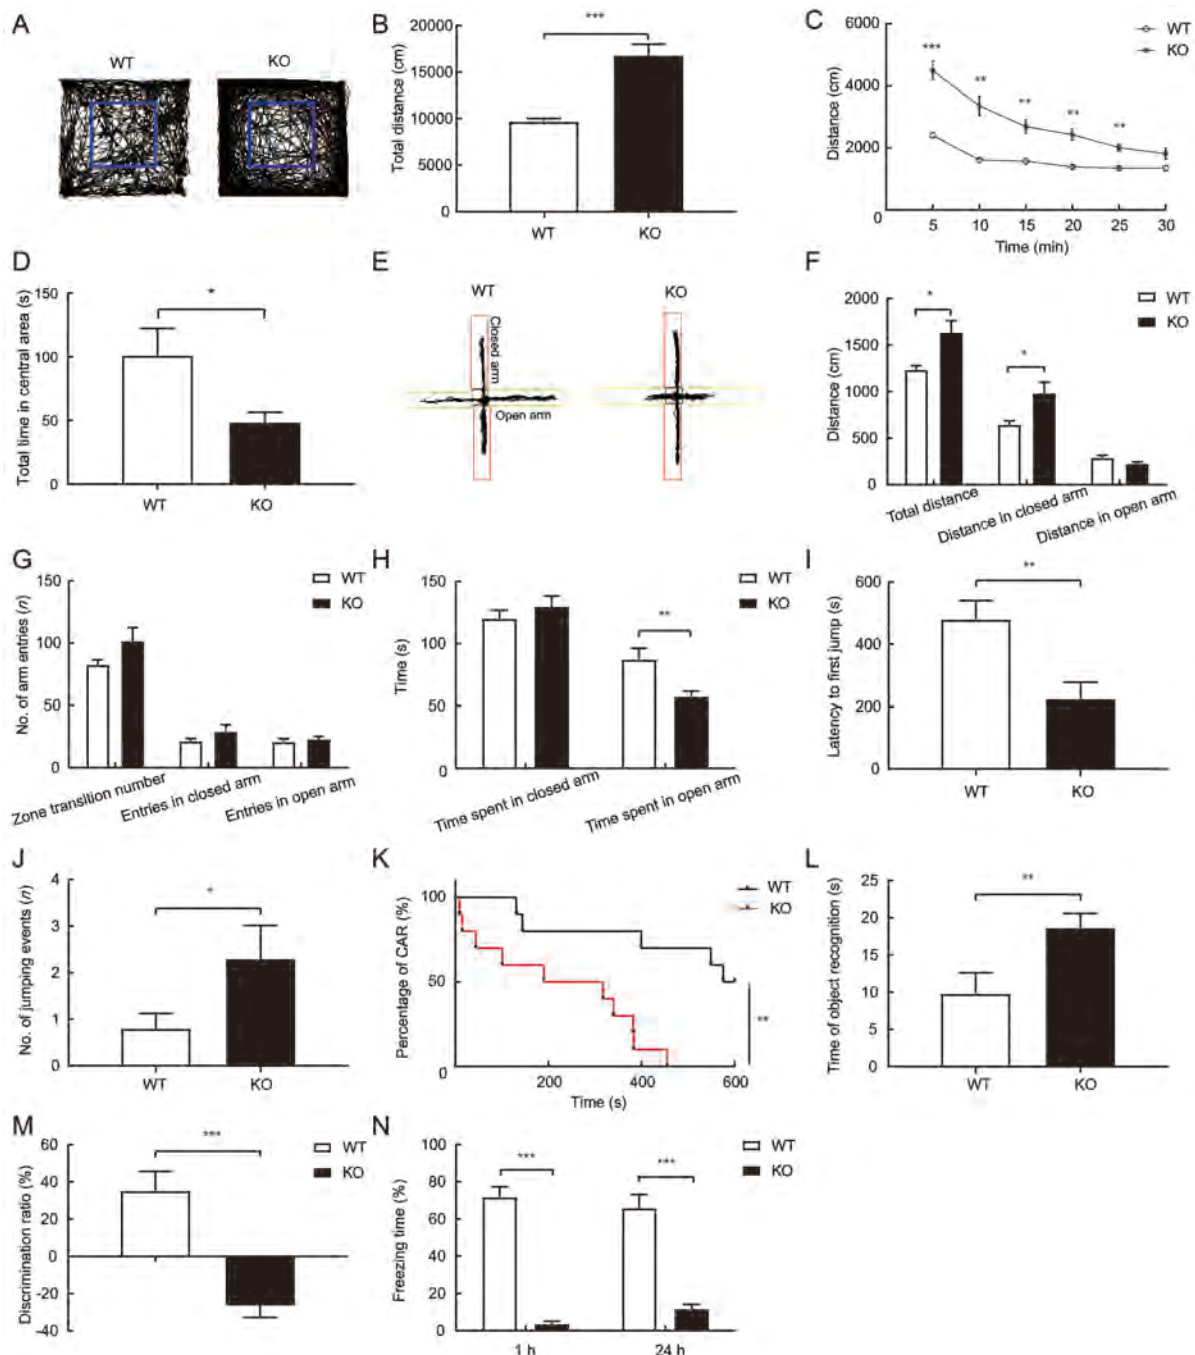 A
WT
KO
B
***
Total distance (cm)
20000
15000
10000
5000
0
WT
KO
C
6000
4000
2000
0
Distance (cm)
***
**
**
**
**
WT
KO
5
10
15
20
25
30
Time (min)
D
Total time in central area (s)
150
100
50
0
*
WT
KO
E
WT
KO
Closed arm
Open arm
F
Distance (cm)
2000
1500
1000
500
0
*
*
WT
KO
Total distance
Distance in closed arm
Distance in open arm
G
No. of arm entries (n)
150
100
50
0
WT
KO
Zone transition number
Entries in closed arm
Entries in open arm
H
Time (s)
150
100
50
0
**
WT
KO
Time spent in closed arm
Time spent in open arm
I
Latency to first jump (s)
600
400
200
0
**
WT
KO
J
No. of jumping events (n)
4
3
2
1
0
*
WT
KO
K
Percentage of CAR (%)
100
50
0
200
400
600
Time (s)
WT
KO
**
L
Time of object recognition (s)
25
20
15
10
5
0
**
WT
KO
M
Discrimination ratio (%)
60
40
20
0
-20
-40
***
WT
KO
N
Freezing time (%)
100
80
60
40
20
0
***
***
WT
KO
1 h
24 h